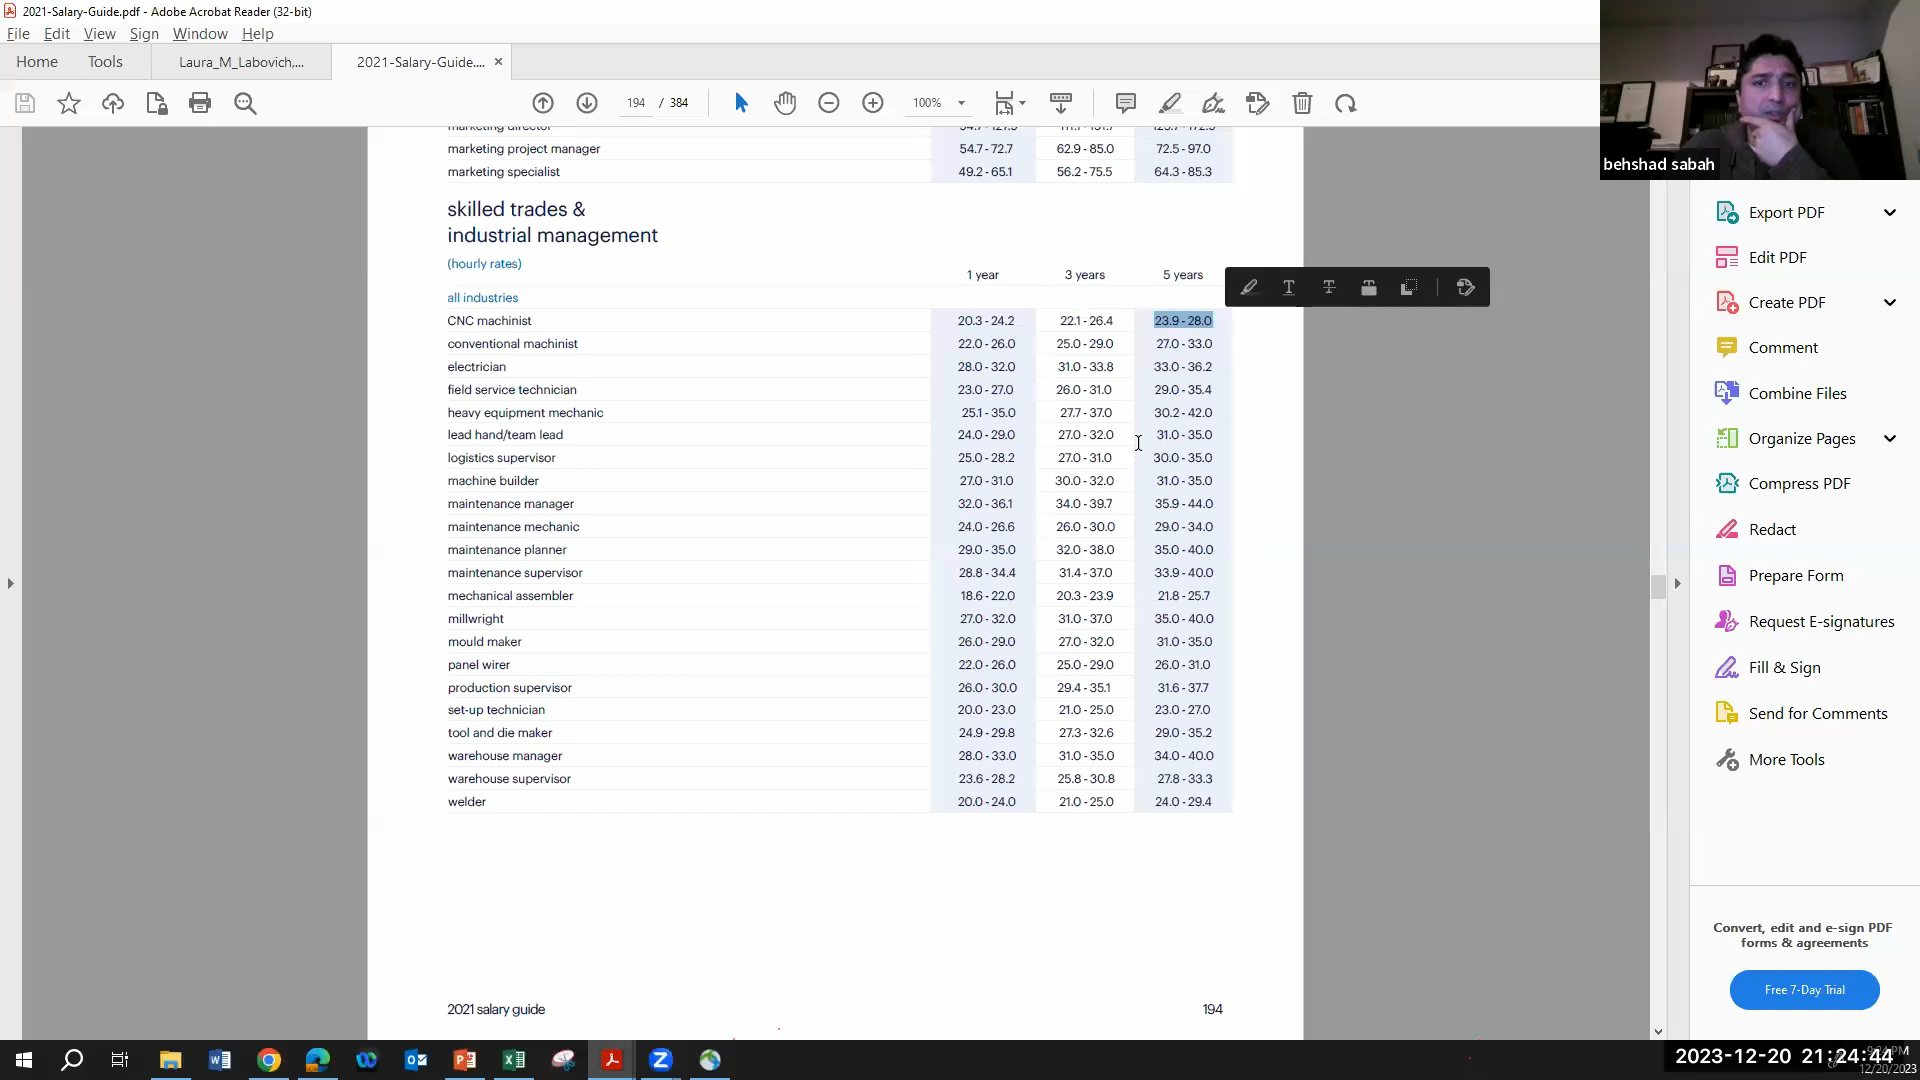 2021-Salary-Guide.pdf - Adobe Acrobat Reader (32-bit)
File Edit View Sign Window Help
Home Tools Laura_M_Labovich,... 2021-Salary-Guide....
194 / 384 100%
behshad sabah
marketing director
marketing project manager 54.7 - 72.7 62.9 - 85.0 72.5 - 97.0
marketing specialist 49.2 - 65.1 56.2 - 75.5 64.3 - 85.3
skilled trades &
industrial management
(hourly rates)
1 year 3 years 5 years
all industries
CNC machinist 20.3 - 24.2 22.1 - 26.4 23.9 - 28.0
conventional machinist 22.0 - 26.0 25.0 - 29.0 27.0 - 33.0
electrician 28.0 - 32.0 31.0 - 33.8 33.0 - 36.2
field service technician 23.0 - 27.0 26.0 - 31.0 29.0 - 35.4
heavy equipment mechanic 25.1 - 35.0 27.7 - 37.0 30.2 - 42.0
lead hand/team lead 24.0 - 29.0 27.0 - 32.0 31.0 - 35.0
logistics supervisor 25.0 - 28.2 27.0 - 31.0 30.0 - 35.0
machine builder 27.0 - 31.0 30.0 - 32.0 31.0 - 35.0
maintenance manager 32.0 - 36.1 34.0 - 39.7 35.9 - 44.0
maintenance mechanic 24.0 - 26.6 26.0 - 30.0 29.0 - 34.0
maintenance planner 29.0 - 35.0 32.0 - 38.0 35.0 - 40.0
maintenance supervisor 28.8 - 34.4 31.4 - 37.0 33.9 - 40.0
mechanical assembler 18.6 - 22.0 20.3 - 23.9 21.8 - 25.7
millwright 27.0 - 32.0 31.0 - 37.0 35.0 - 40.0
mould maker 26.0 - 29.0 27.0 - 32.0 31.0 - 35.0
panel wirer 22.0 - 26.0 25.0 - 29.0 26.0 - 31.0
production supervisor 26.0 - 30.0 29.4 - 35.1 31.6 - 37.7
set-up technician 20.0 - 23.0 21.0 - 25.0 23.0 - 27.0
tool and die maker 24.9 - 29.8 27.3 - 32.6 29.0 - 35.2
warehouse manager 28.0 - 33.0 31.0 - 35.0 34.0 - 40.0
warehouse supervisor 23.6 - 28.2 25.8 - 30.8 27.8 - 33.3
welder 20.0 - 24.0 21.0 - 25.0 24.0 - 29.4
2021 salary guide 194
Export PDF
Edit PDF
Create PDF
Comment
Combine Files
Organize Pages
Compress PDF
Redact
Prepare Form
Request E-signatures
Fill & Sign
Send for Comments
More Tools
Convert, edit and e-sign PDF
forms & agreements
Free 7-Day Trial
2023-12-20 21:24:44
12/20/2023